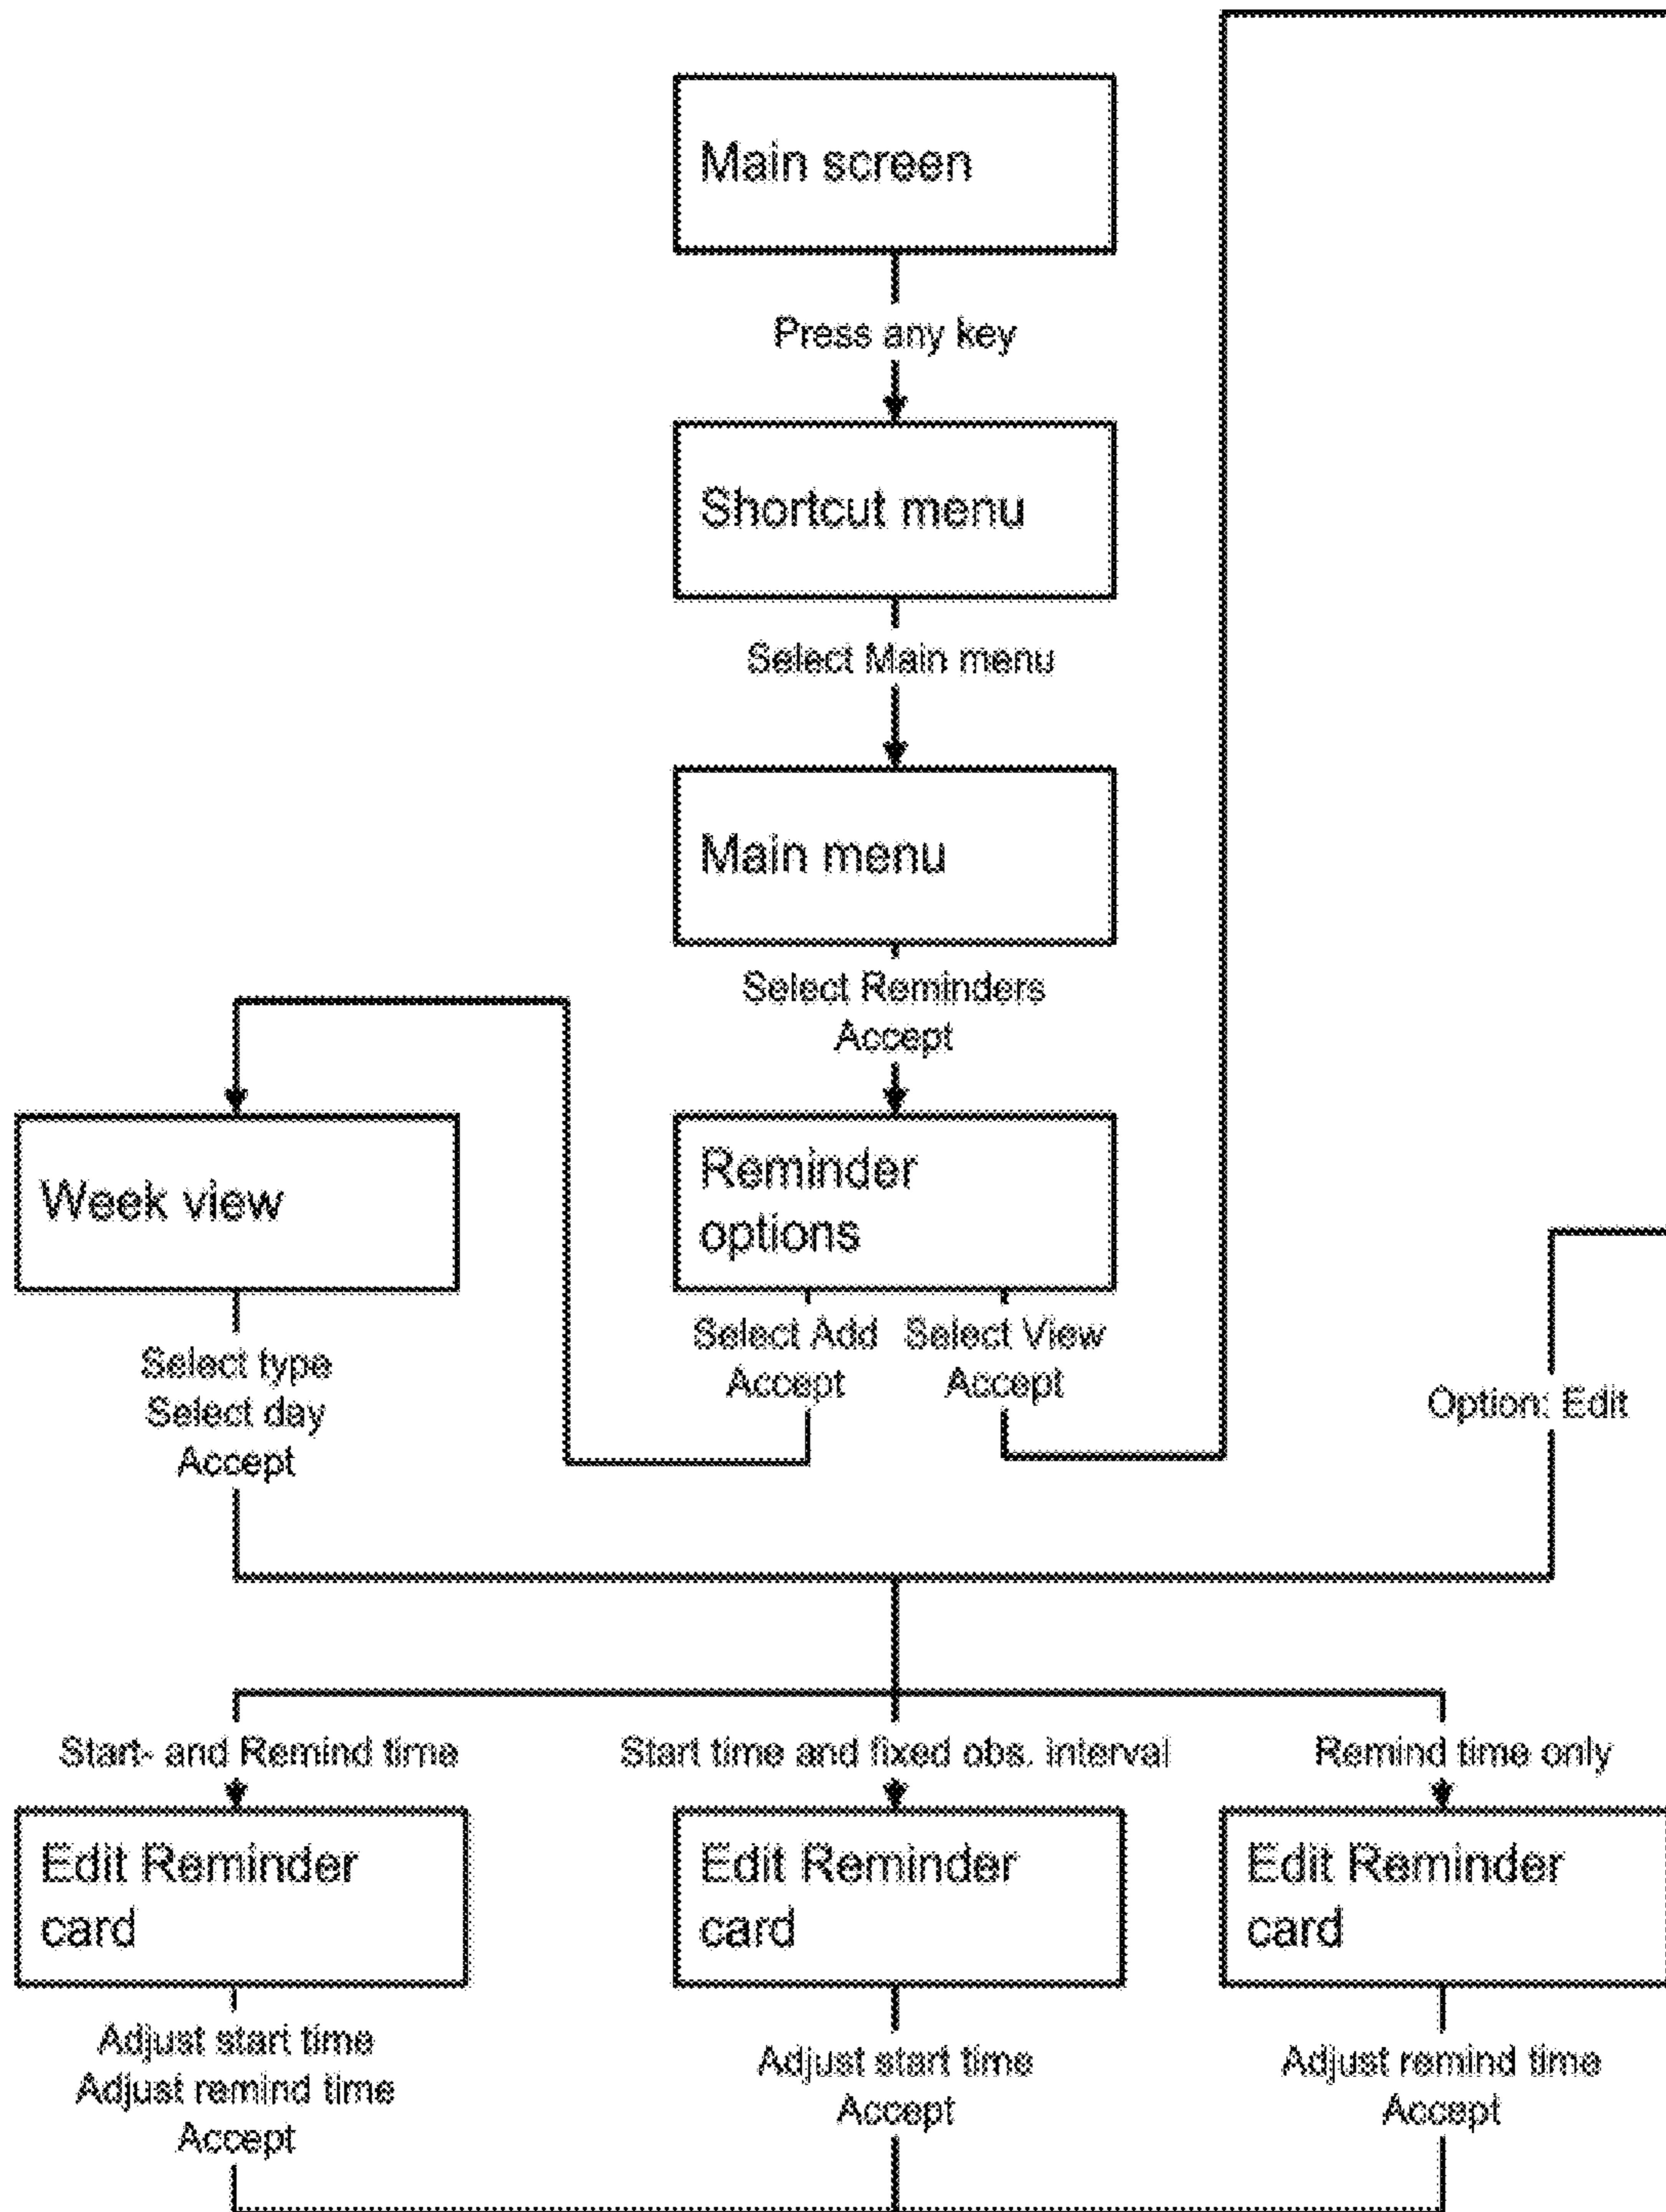 Main screen
Press any key
Shortcut menu
Select Main menu
Main menu
Select Reminders
Accept
Week view
Reminder
options
Select type
Select day
Accept
Select Add
Accept
Select View
Accept
Option: Edit
Start- and Remind time
Start time and fixed obs. interval
Remind time only
Edit Reminder
card
Edit Reminder
card
Edit Reminder
card
Adjust start time
Adjust remind time
Accept
Adjust start time
Accept
Adjust remind time
Accept